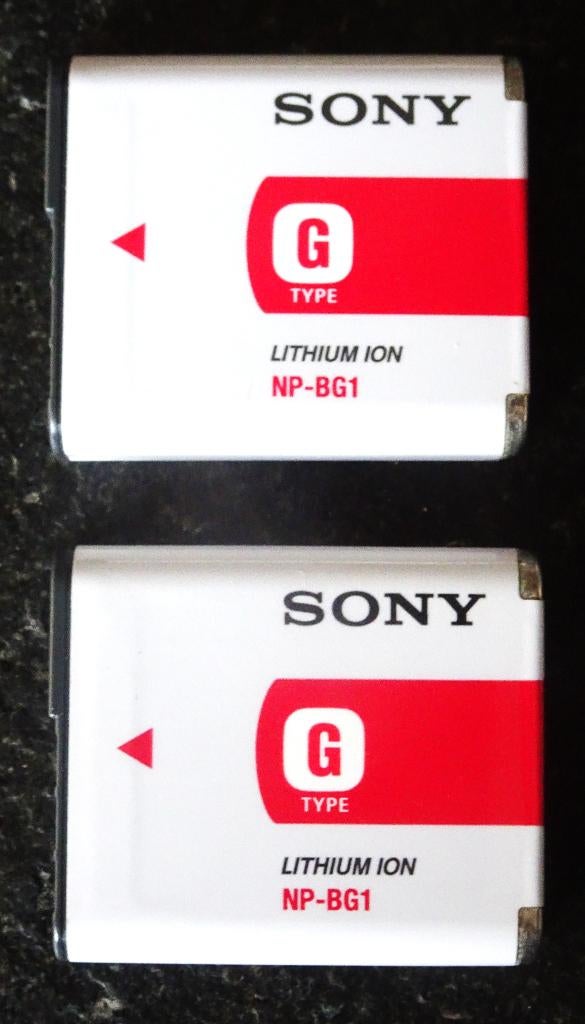 SONY
G
TYPE
LITHIUM ION
NP-BG1
SONY
G
TYPE
LITHIUM ION
NP-BG1